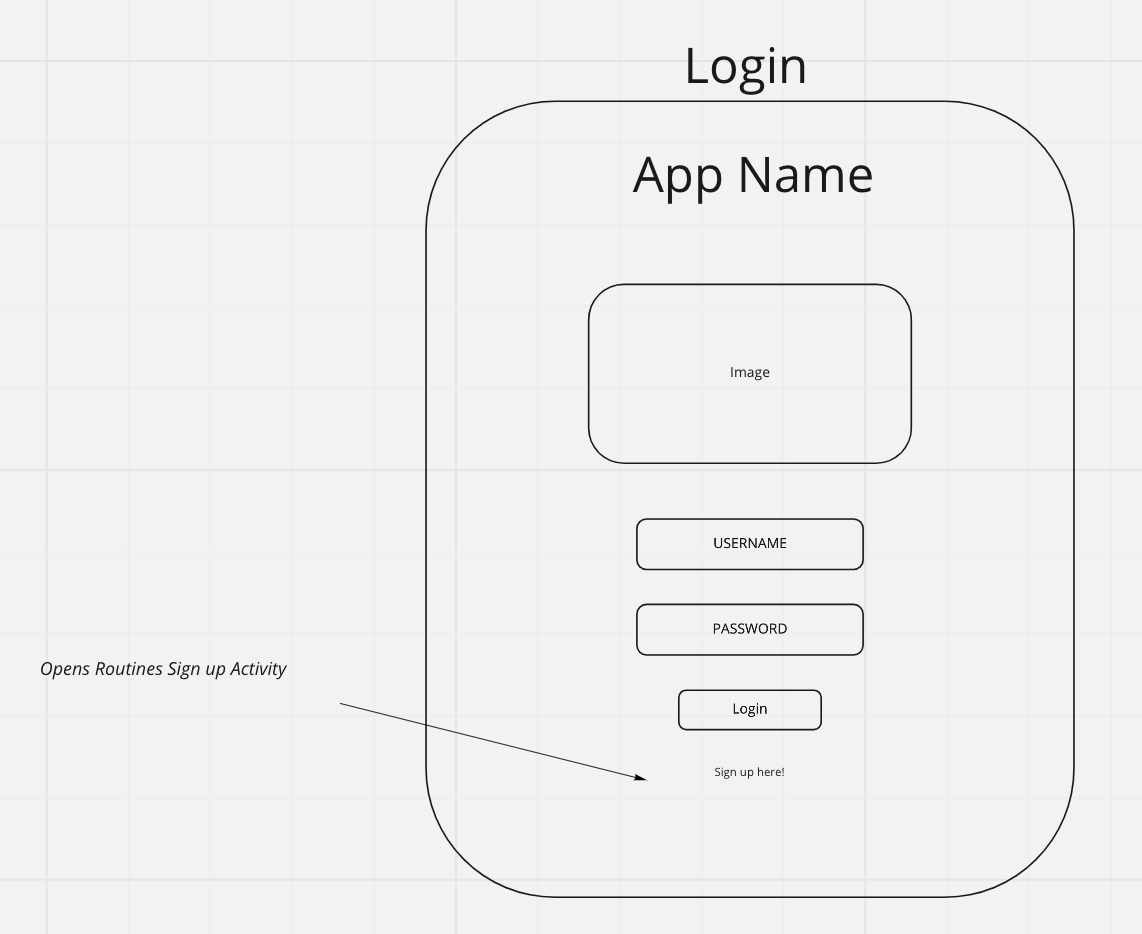 Login
App Name
Image
USERNAME
PASSWORD
Opens Routines Sign up Activity
Login
Sign up here!